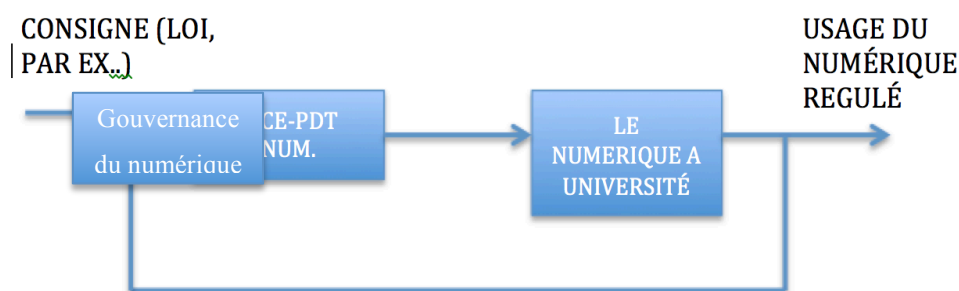 CONSIGNE (LOI,
PAR EX..)
USAGE DU
NUMÉRIQUE
REGULÉ
Gouvernance
du numérique
CE-PDT
NUM.
LE
NUMERIQUE A
UNIVERSITÉ